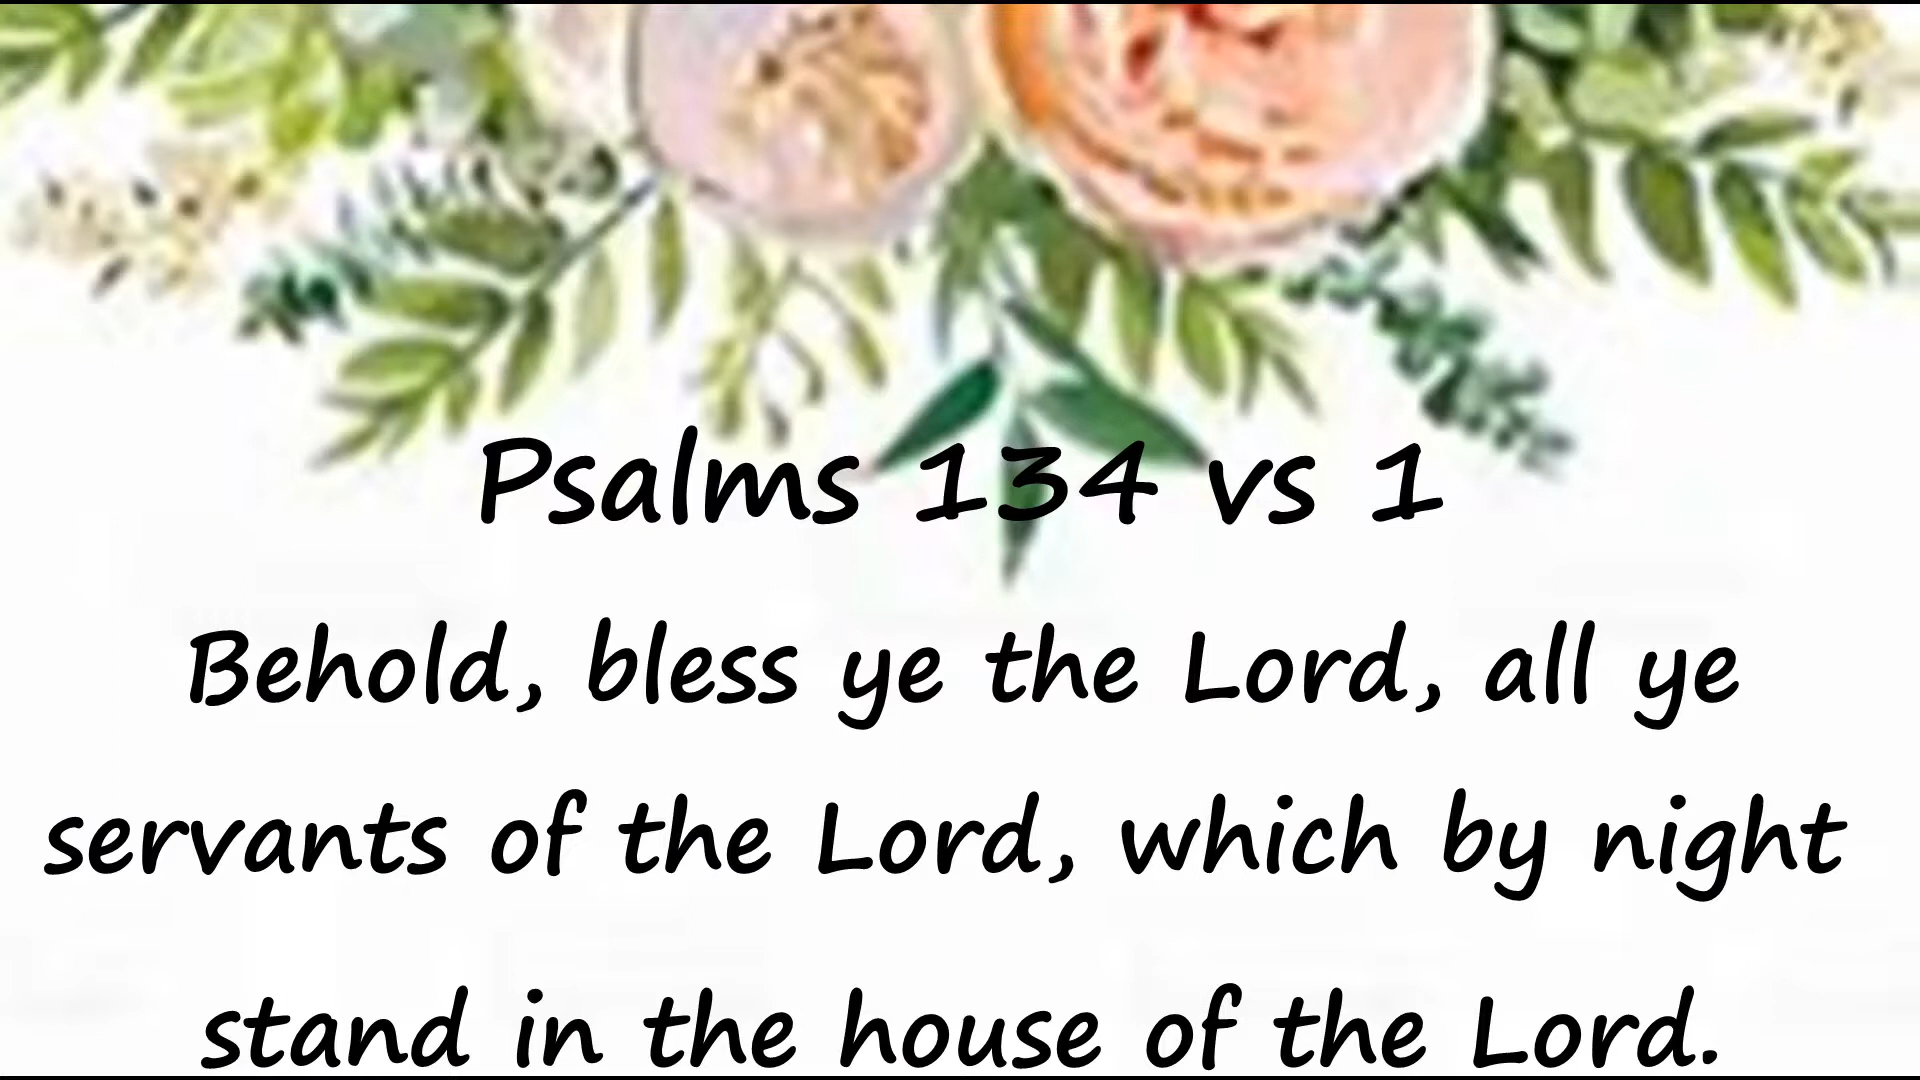 Psalms 134 vs 1
Behold, bless ye the Lord, all ye
servants of the Lord, which by night
stand in the house of the Lord.